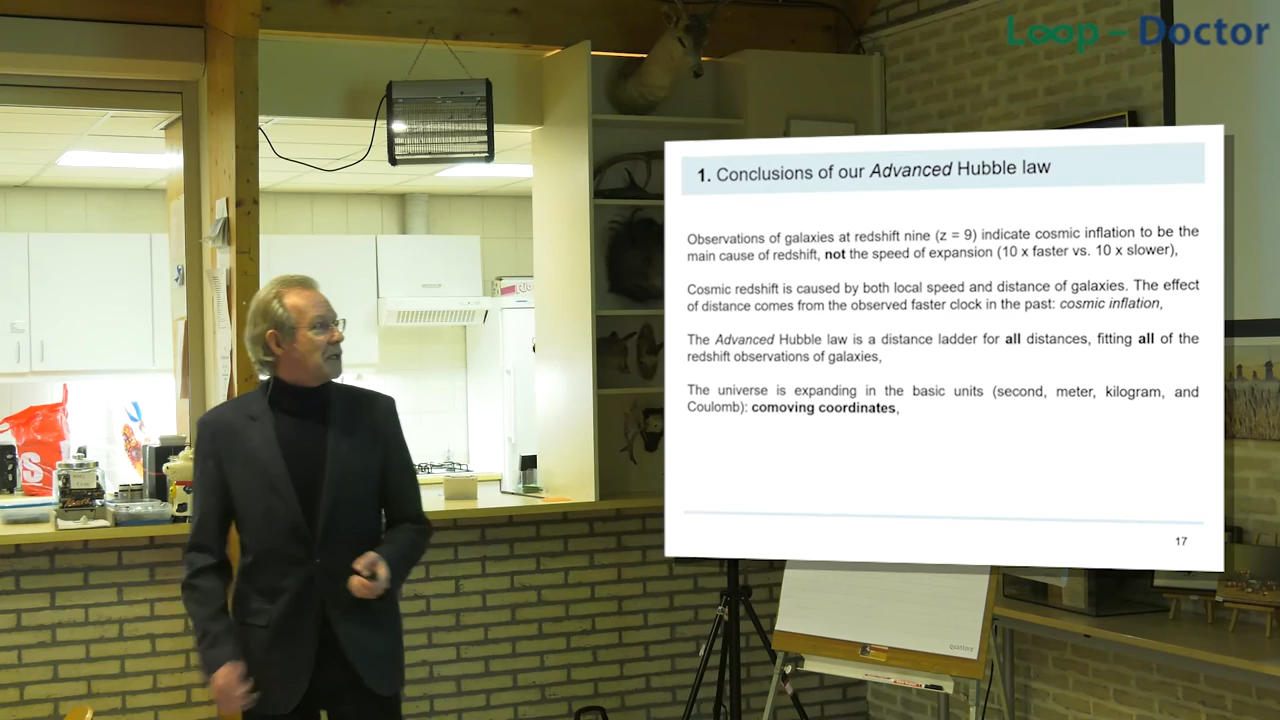 Loop – Doctor
1. Conclusions of our Advanced Hubble law
Observations of galaxies at redshift nine (z = 9) indicate cosmic inflation to be the
main cause of redshift, not the speed of expansion (10 x faster vs. 10 x slower),
Cosmic redshift is caused by both local speed and distance of galaxies. The effect
of distance comes from the observed faster clock in the past: cosmic inflation,
The Advanced Hubble law is a distance ladder for all distances, fitting all of the
redshift observations of galaxies,
The universe is expanding in the basic units (second, meter, kilogram, and
Coulomb): comoving coordinates,
17